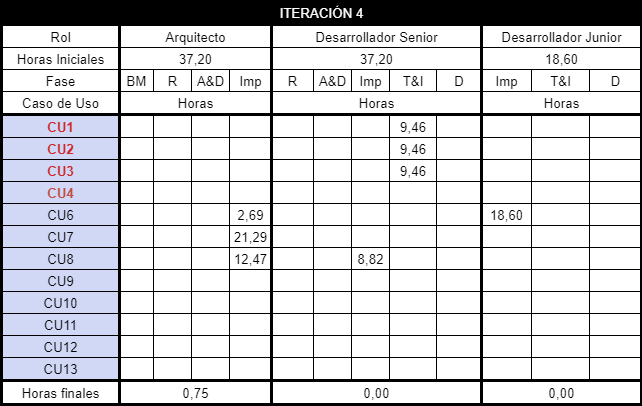 ITERACIÓN 4
Rol Arquitecto Desarrollador Senior Desarrollador Junior
Horas Iniciales 37,20 37,20 18,60
Fase BM R A&D Imp R A&D Imp T&I D Imp T&I D
Caso de Uso Horas Horas Horas
CU1 9,46
CU2 9,46
CU3 9,46
CU4
CU6 2,69 18,60
CU7 21,29
CU8 12,47 8,82
CU9
CU10
CU11
CU12
CU13
Horas finales 0,75 0,00 0,00